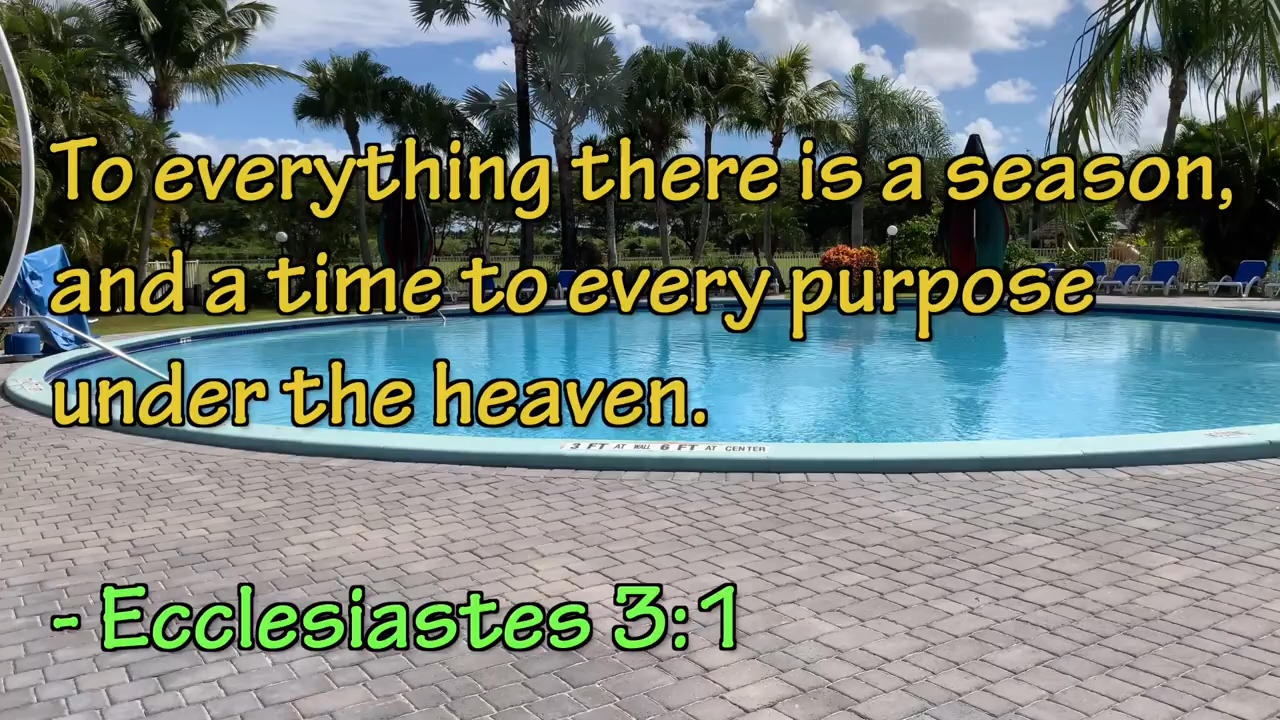 To everything there is a season,
and a time to every purpose
under the heaven.
3 FT AT WALL 6 FT AT CENTER
- Ecclesiastes 3:1